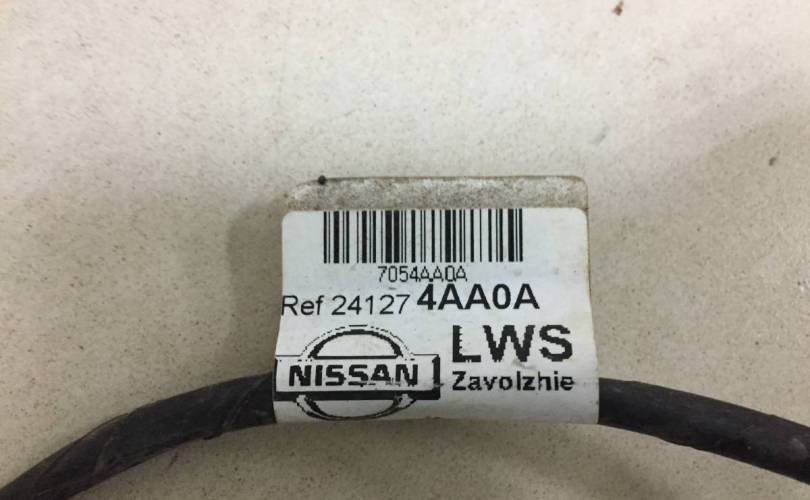 7054AA0A
Ref 24127 4AA0A
LWS
NISSAN
Zavolzhie